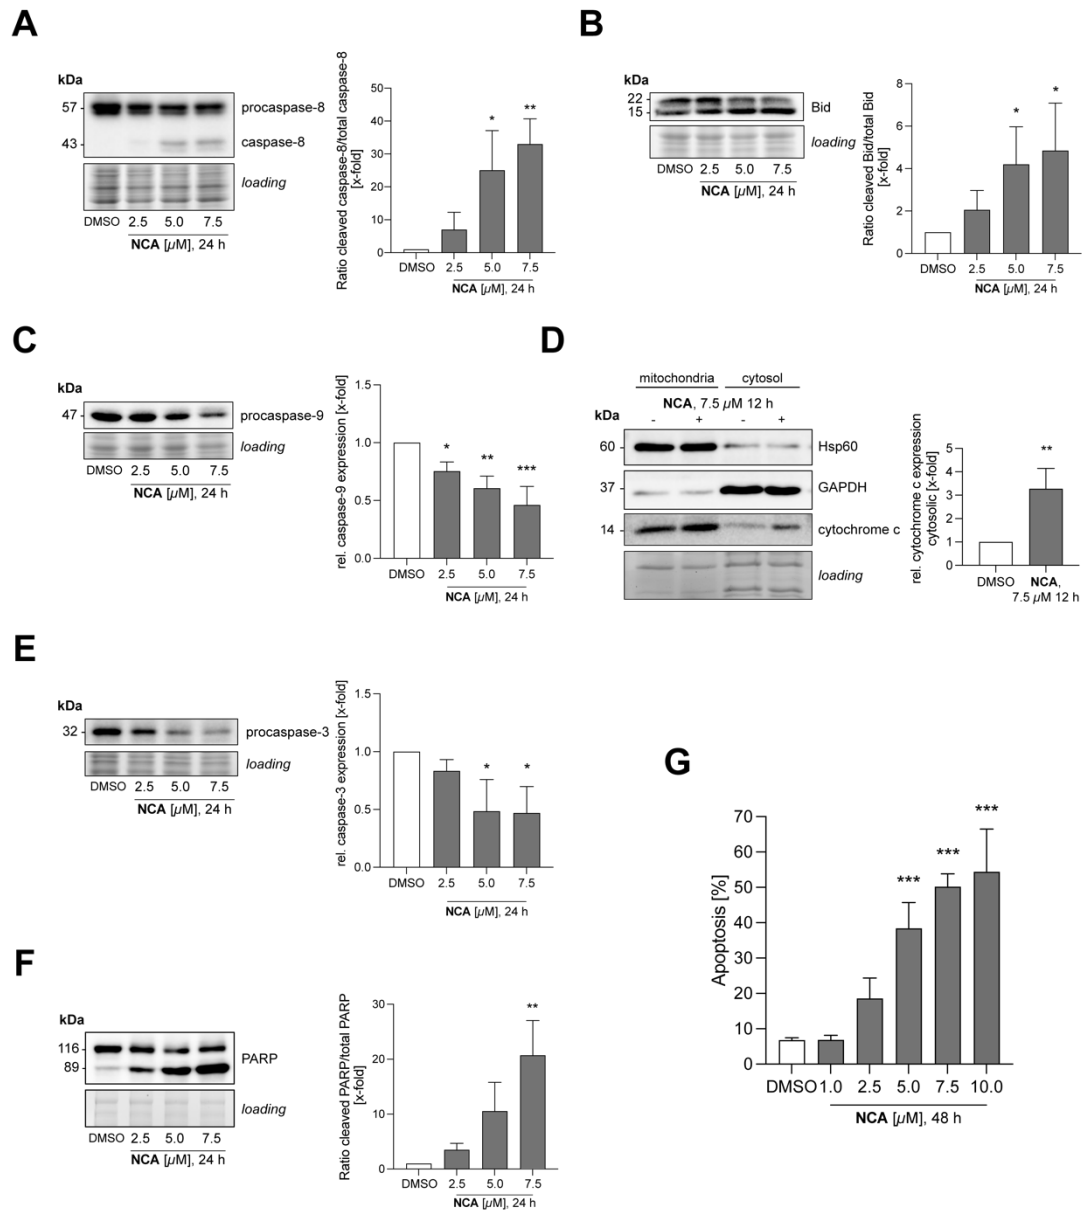 A
kDa
57
procaspase-8
43
caspase-8
loading
DMSO 2.5 5.0 7.5
NCA [µM], 24 h
Ratio cleaved caspase-8/total caspase-8
[x-fold]
50
40
30
20
10
0
*
**
DMSO 2.5 5.0 7.5
NCA [µM], 24 h
B
kDa
22
15
Bid
loading
DMSO 2.5 5.0 7.5
NCA [µM], 24 h
Ratio cleaved Bid/total Bid
[x-fold]
8
6
4
2
0
*
*
DMSO 2.5 5.0 7.5
NCA [µM], 24 h
C
kDa
47
procaspase-9
loading
DMSO 2.5 5.0 7.5
NCA [µM], 24 h
rel. caspase-9 expression [x-fold]
1.5
1.0
0.5
0.0
*
**
***
DMSO 2.5 5.0 7.5
NCA [µM], 24 h
D
mitochondria cytosol
NCA, 7.5 µM 12 h
kDa
- + - +
60
Hsp60
37
GAPDH
14
cytochrome c
loading
rel. cytochrome c expression
cytosolic [x-fold]
5
4
3
2
1
0
**
DMSO NCA,
7.5 µM 12 h
E
kDa
32
procaspase-3
loading
DMSO 2.5 5.0 7.5
NCA [µM], 24 h
rel. caspase-3 expression [x-fold]
1.5
1.0
0.5
0.0
*
*
DMSO 2.5 5.0 7.5
NCA [µM], 24 h
F
kDa
116
89
PARP
loading
DMSO 2.5 5.0 7.5
NCA [µM], 24 h
Ratio cleaved PARP/total PARP
[x-fold]
30
20
10
0
**
DMSO 2.5 5.0 7.5
NCA [µM], 24 h
G
Apoptosis [%]
70
60
50
40
30
20
10
0
***
***
***
DMSO 1.0 2.5 5.0 7.5 10.0
NCA [µM], 48 h